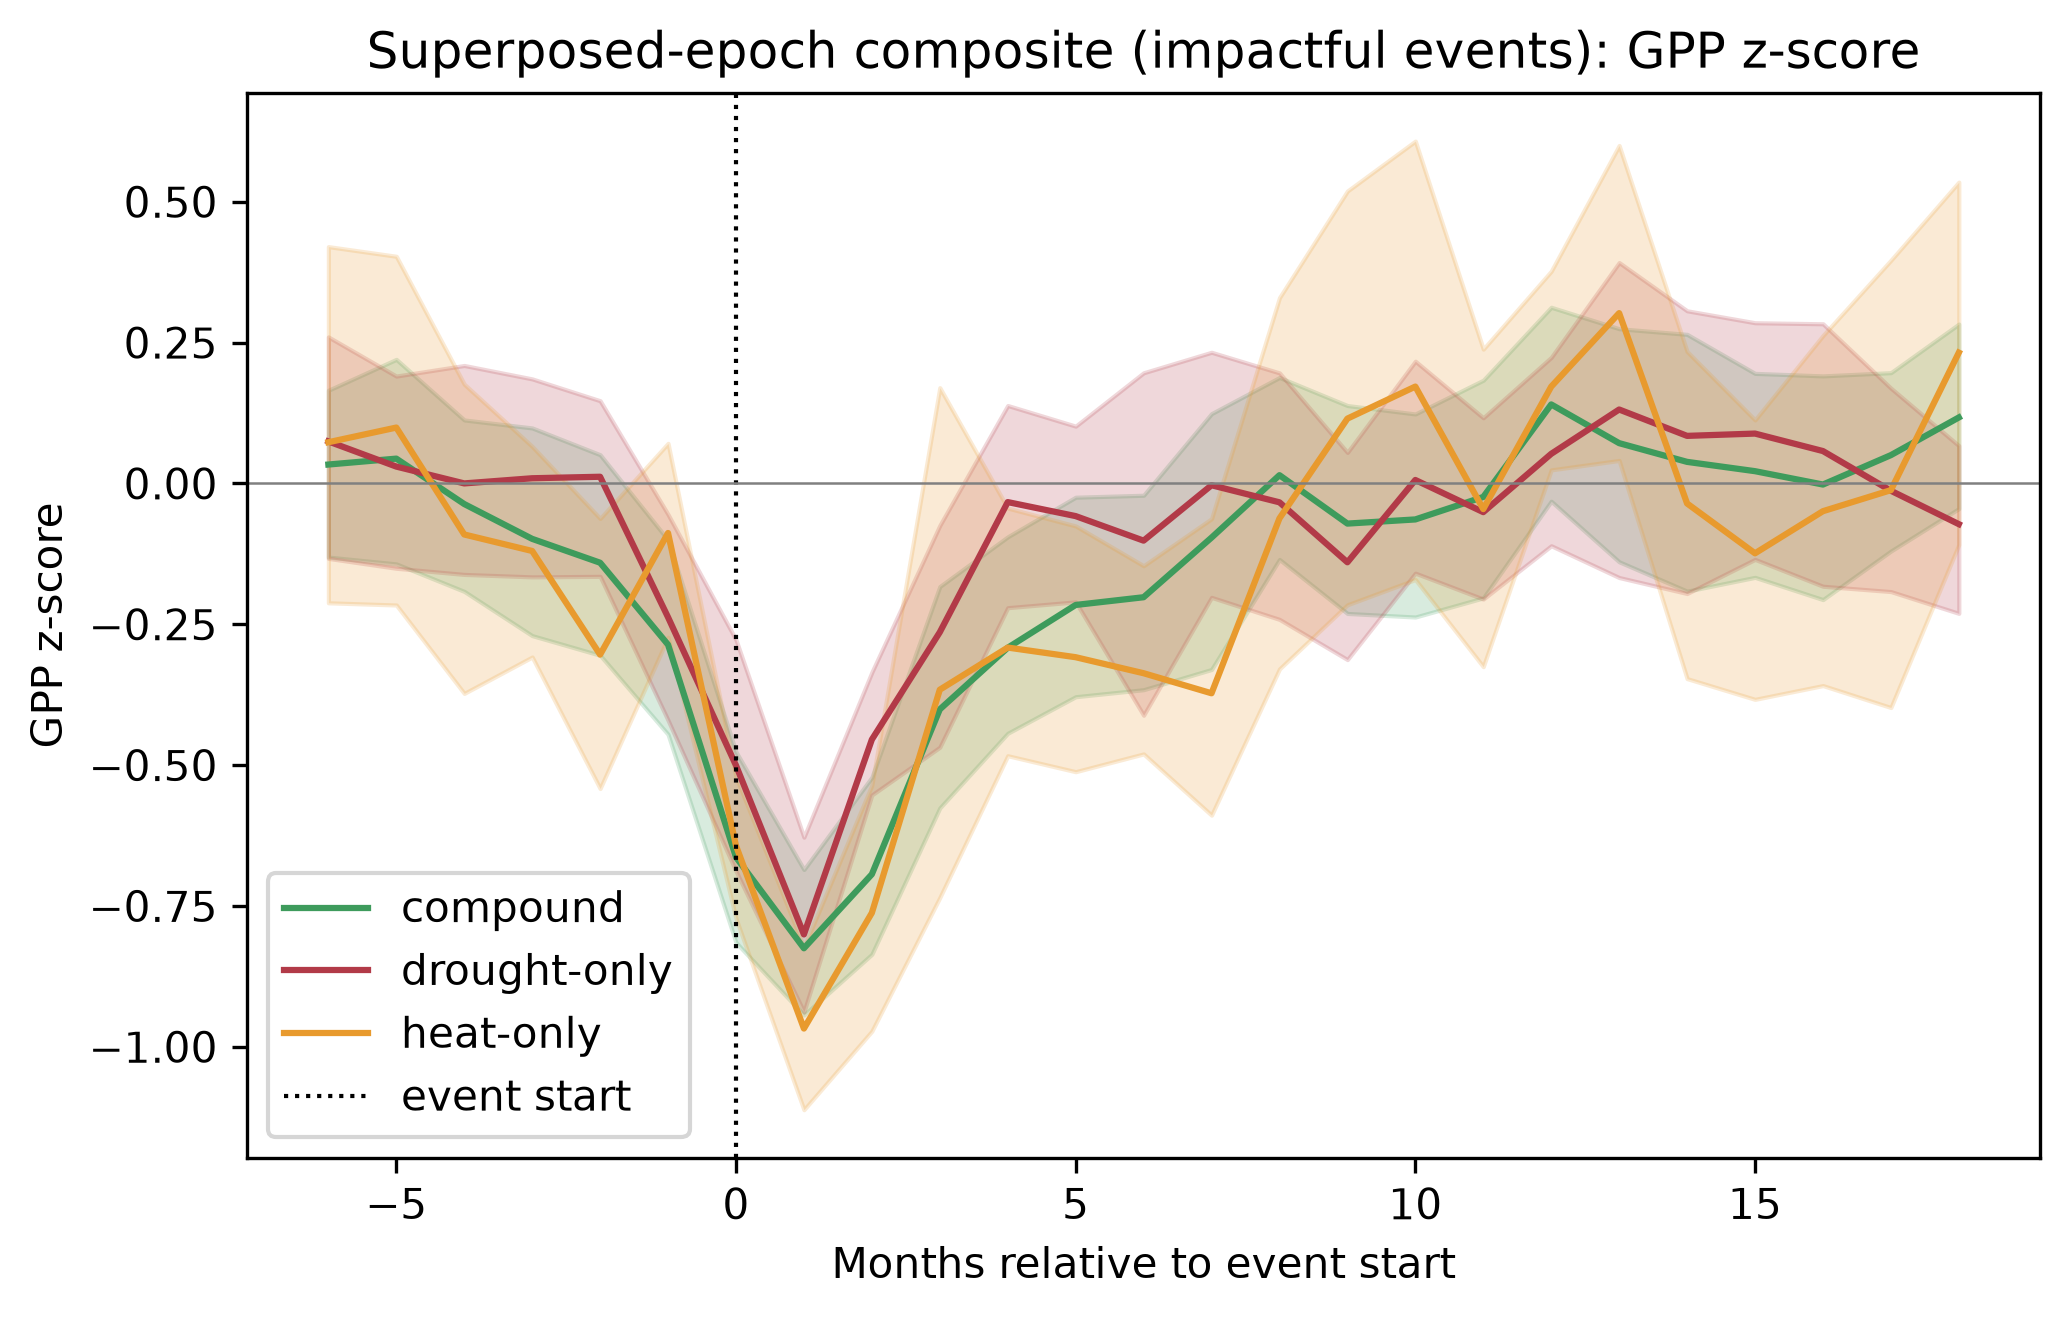 Superposed-epoch composite (impactful events): GPP z-score
GPP z-score
0.50
0.25
0.00
−0.25
−0.50
−0.75
−1.00
compound
drought-only
heat-only
event start
−5
0
5
10
15
Months relative to event start